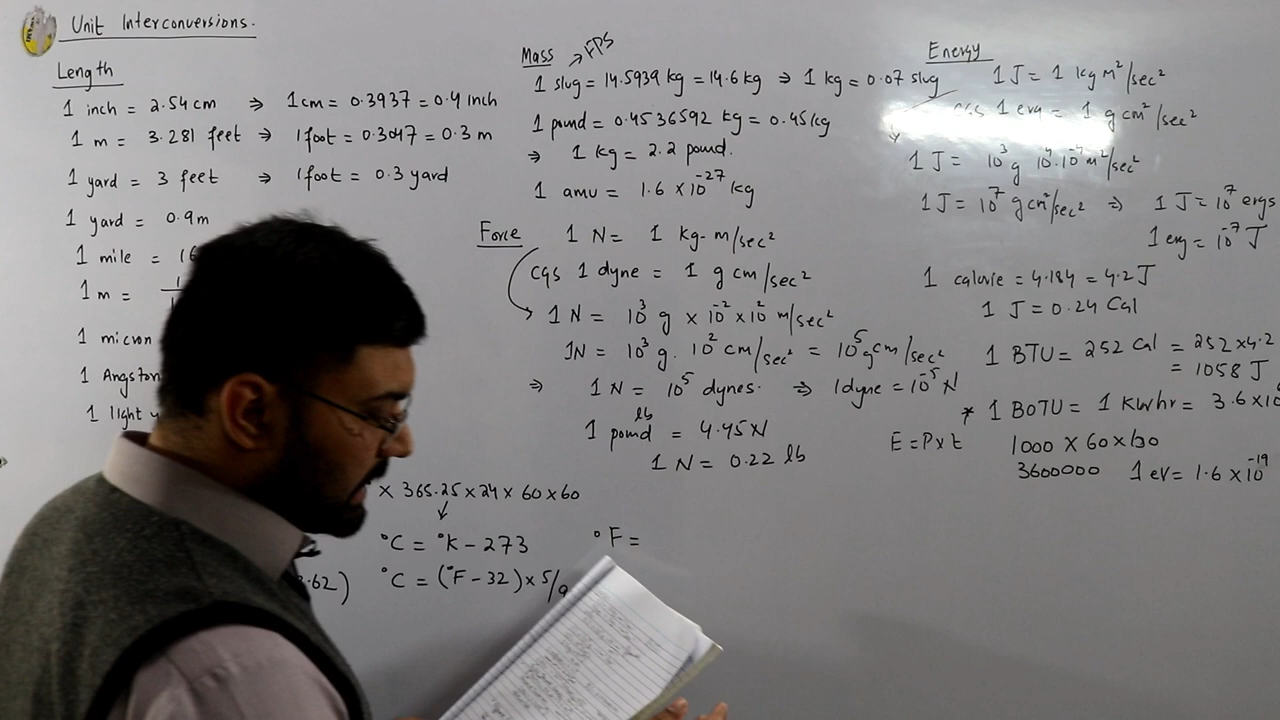 Unit Interconversions.
Length
1 inch = 2.54 cm ⇒ 1 cm = 0.3937 = 0.4 inch
1 m = 3.281 feet ⇒ 1 foot = 0.3047 = 0.3 m
1 yard = 3 feet ⇒ 1 foot = 0.3 yard
1 yard = 0.9 m
1 mile = 16
1 m =
1 micron
1 Angstron
1 light y
× 365.25 × 24 × 60 × 60
°C = °K - 273
°F =
3.62) °C = (°F - 32) × 5/9
Mass → FPS
1 slug = 14.5939 kg = 14.6 kg ⇒ 1 kg = 0.07 slug
1 pound = 0.4536592 kg = 0.45 kg
⇒ 1 kg = 2.2 pound.
1 amu = 1.6 × 10^-27 kg
Force 1 N = 1 kg-m/sec²
CGS 1 dyne = 1 g cm/sec²
1 N = 10³ g × 10^-2 × 10² m/sec²
1N = 10³ g. 10² cm/sec² = 10⁵ g cm/sec²
⇒ 1 N = 10⁵ dynes. ⇒ 1 dyne = 10^-5 N
lb
1 pound = 4.45 N
1 N = 0.22 lb
Energy 1 J = 1 kg m²/sec²
CGS 1 erg = 1 g cm²/sec²
1 J = 10³ g 10⁴.10^-4 m²/sec²
1 J = 10⁷ g cm²/sec² ⇒ 1 J = 10⁷ ergs
1 erg = 10^-7 J
1 calorie = 4.184 = 4.2 J
1 J = 0.24 Cal
1 BTU = 252 Cal = 252 × 4.2
= 1058 J
* 1 BOTU = 1 KWhr = 3.6 × 10
E = P × t 1000 × 60 × 60
3600000 1 eV = 1.6 × 10^-19